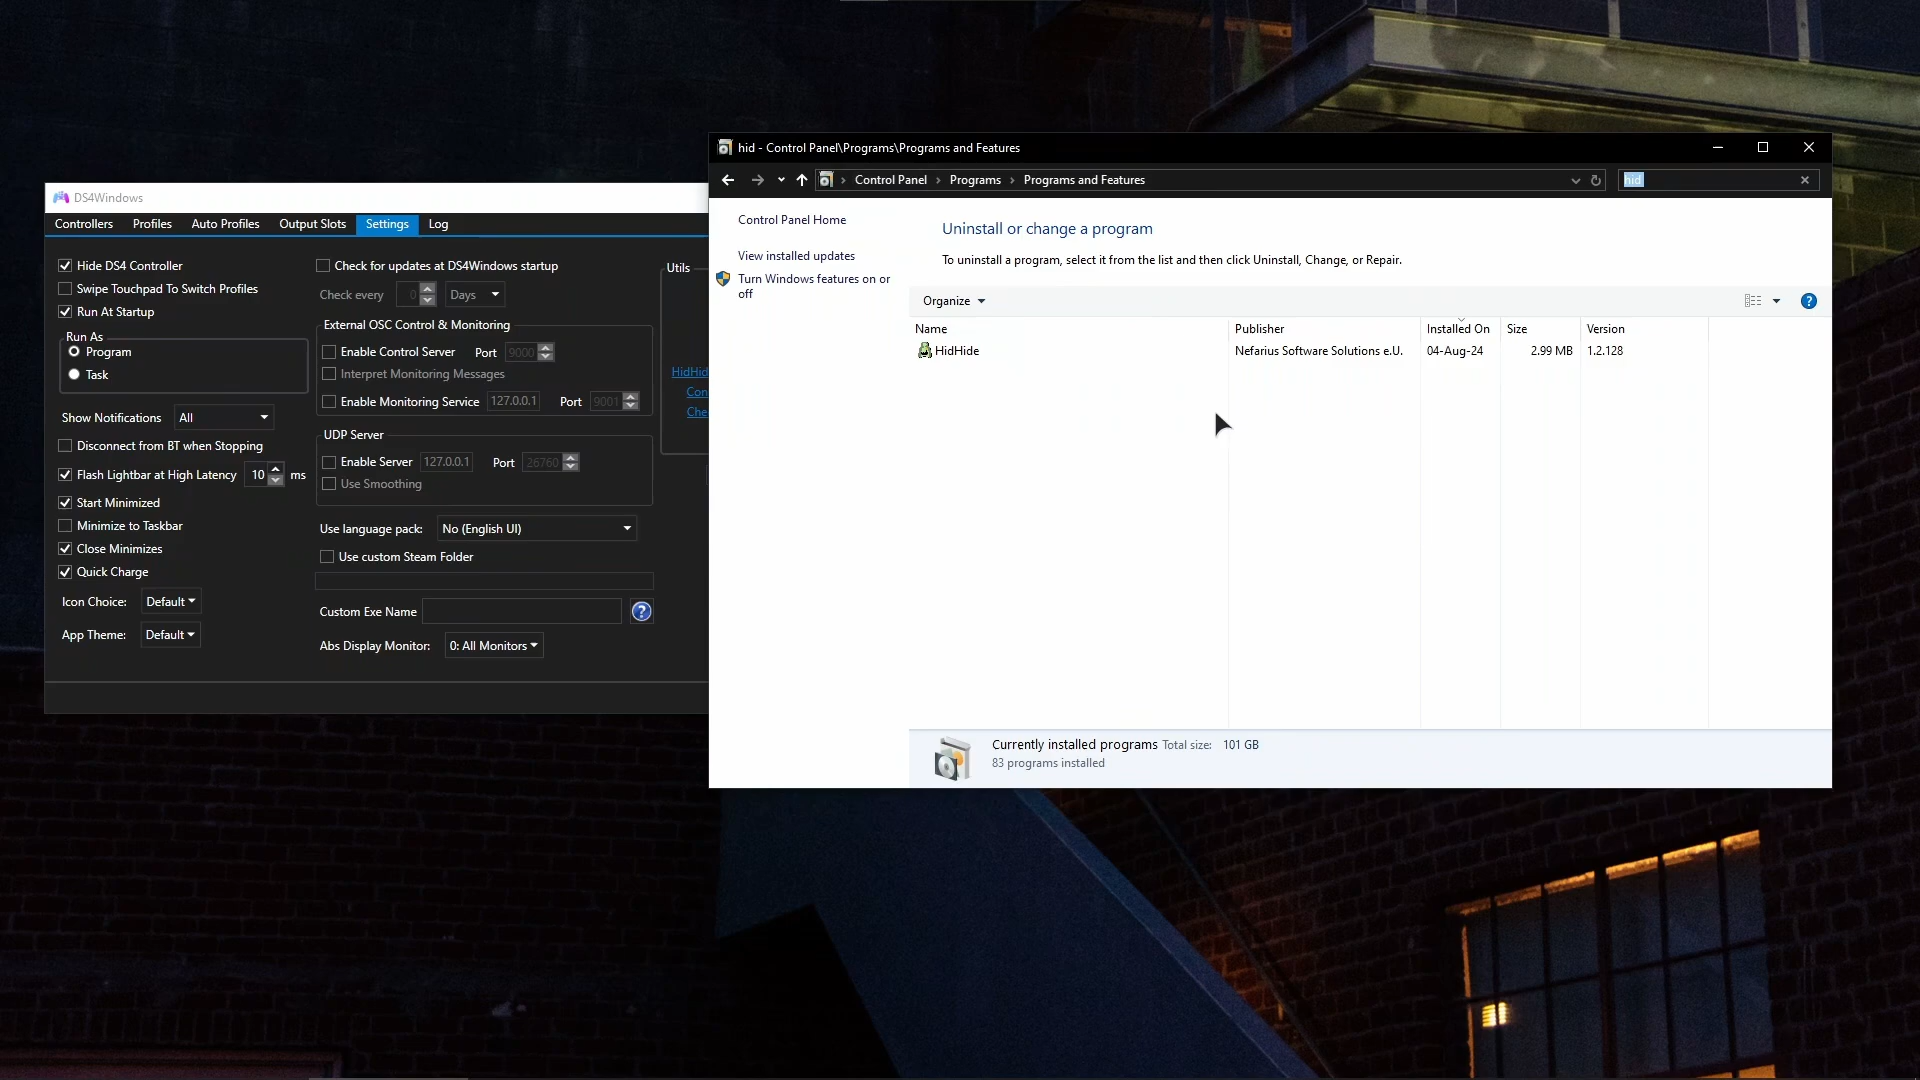 DS4Windows
Controllers
Profiles
Auto Profiles
Output Slots
Settings
Log
Hide DS4 Controller
Swipe Touchpad To Switch Profiles
Run At Startup
Run As
Program
Task
Show Notifications
All
Disconnect from BT when Stopping
Flash Lightbar at High Latency
10
ms
Start Minimized
Minimize to Taskbar
Close Minimizes
Quick Charge
Icon Choice:
Default
App Theme:
Default
Check for updates at DS4Windows startup
Check every
0
Days
External OSC Control & Monitoring
Enable Control Server
Port
9000
Interpret Monitoring Messages
Enable Monitoring Service
127.0.0.1
Port
9001
UDP Server
Enable Server
127.0.0.1
Port
26760
Use Smoothing
Use language pack:
No (English UI)
Use custom Steam Folder
Custom Exe Name
Abs Display Monitor:
0: All Monitors
Utils
HidHid
Con
Che
hid - Control Panel\Programs\Programs and Features
Control Panel
Programs
Programs and Features
hid
Control Panel Home
View installed updates
Turn Windows features on or
off
Uninstall or change a program
To uninstall a program, select it from the list and then click Uninstall, Change, or Repair.
Organize
Name
Publisher
Installed On
Size
Version
HidHide
Nefarius Software Solutions e.U.
04-Aug-24
2.99 MB
1.2.128
Currently installed programs
Total size:
101 GB
83 programs installed